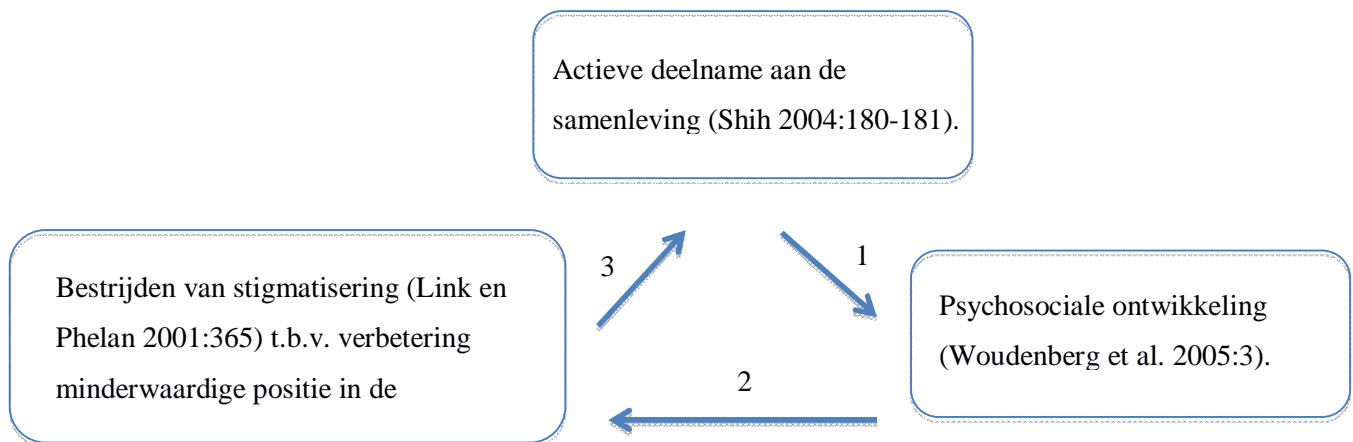 Actieve deelname aan de
samenleving (Shih 2004:180-181).
3
1
Bestrijden van stigmatisering (Link en
Phelan 2001:365) t.b.v. verbetering
minderwaardige positie in de
Psychosociale ontwikkeling
(Woudenberg et al. 2005:3).
2